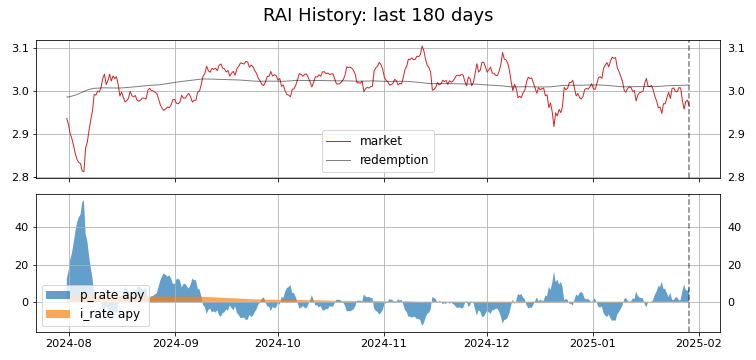 RAI History: last 180 days
3.1 3.1
3.0 3.0
2.9 2.9
2.8 2.8
market
redemption
40 40
20 20
0 0
p_rate apy
i_rate apy
2024-08 2024-09 2024-10 2024-11 2024-12 2025-01 2025-02